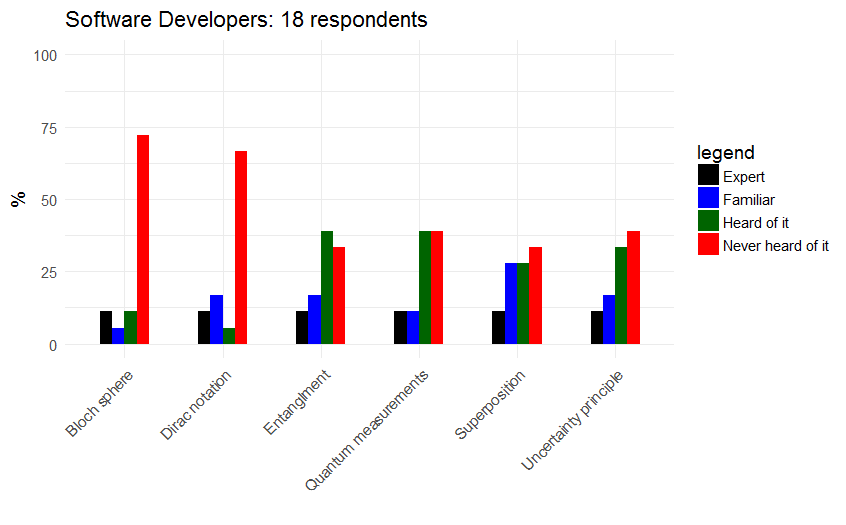 Software Developers: 18 respondents
100
75
50
25
0
%
Bloch sphere
Dirac notation
Entanglment
Quantum measurements
Superposition
Uncertainty principle
legend
Expert
Familiar
Heard of it
Never heard of it